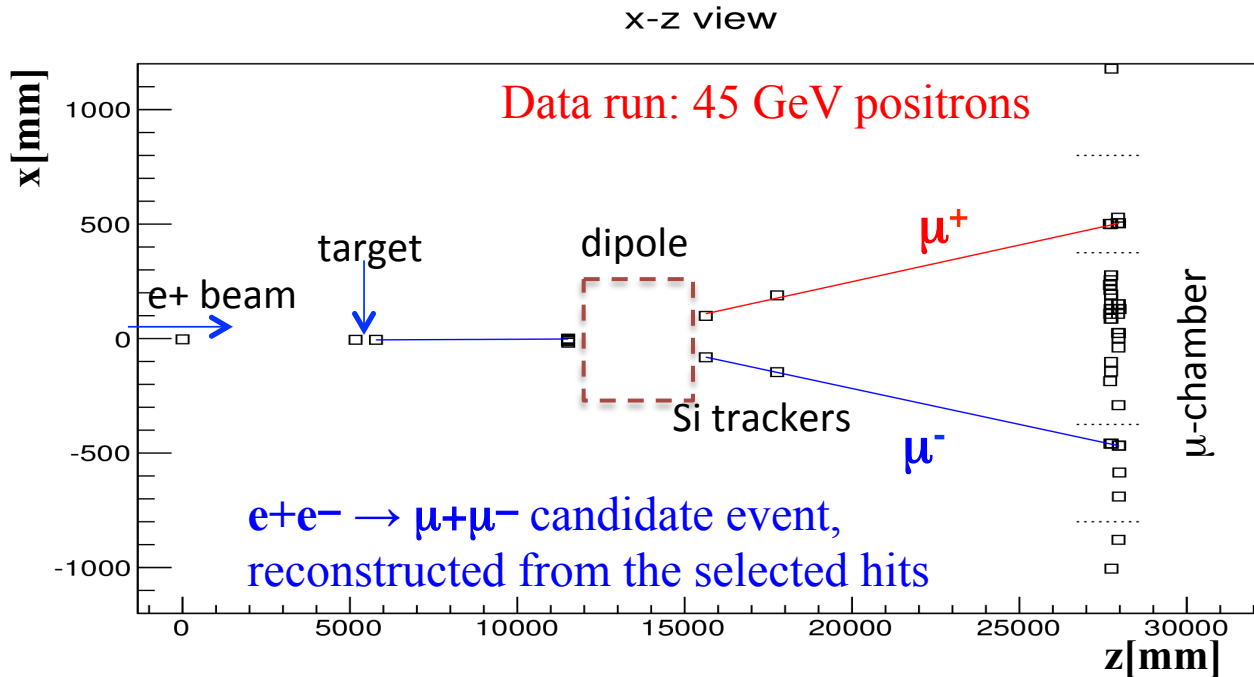 x-z view
x[mm]
1000
500
0
-500
-1000
Data run: 45 GeV positrons
target
dipole
e+ beam
μ+
μ-
Si trackers
μ-chamber
e+e− → μ+μ− candidate event,
reconstructed from the selected hits
0
5000
10000
15000
20000
25000
30000
z[mm]